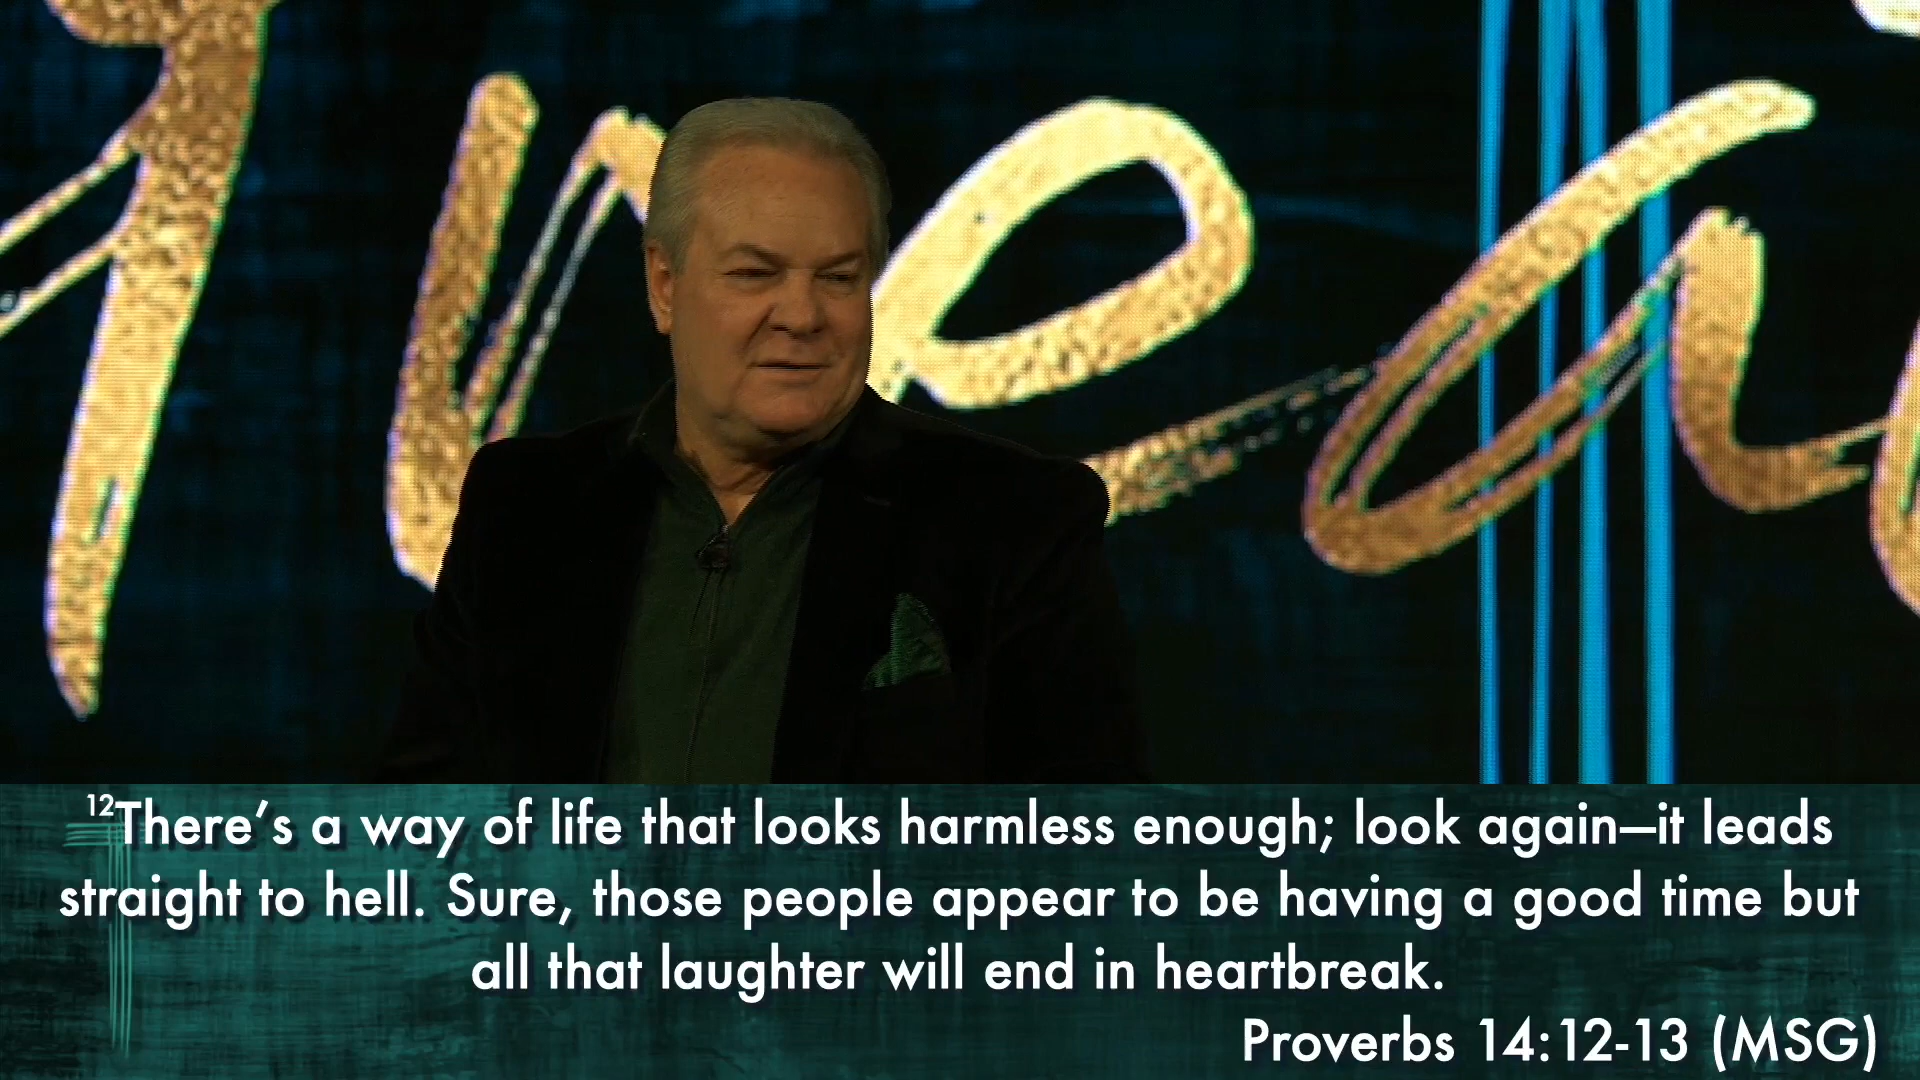 grea
12There’s a way of life that looks harmless enough; look again—it leads
straight to hell. Sure, those people appear to be having a good time but
all that laughter will end in heartbreak.
Proverbs 14:12-13 (MSG)